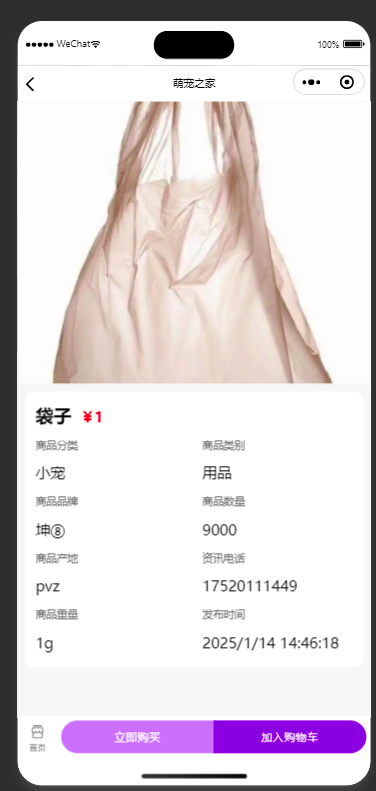 WeChat 100%
萌宠之家
袋子 ￥1
商品分类 商品类别
小宠 用品
商品品牌 商品数量
坤⑧ 9000
商品产地 资讯电话
pvz 17520111449
商品重量 发布时间
1g 2025/1/14 14:46:18
首页 立即购买 加入购物车